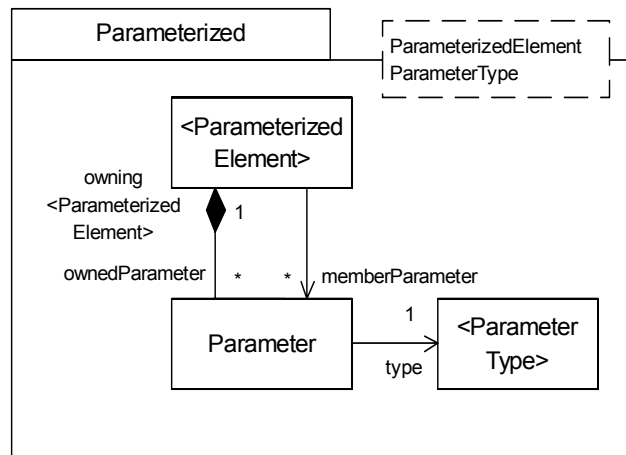 Parameterized
ParameterizedElement
ParameterType
<Parameterized
Element>
owning
<Parameterized
Element>
1
ownedParameter
*
*
memberParameter
Parameter
1
type
<Parameter
Type>